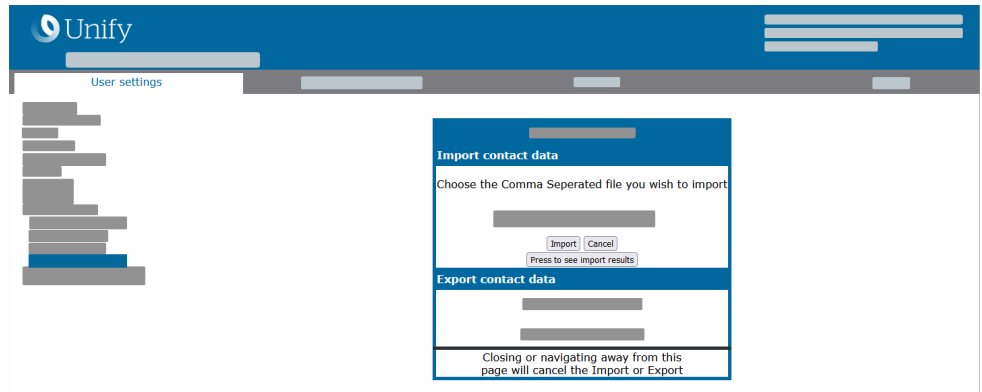 Unify
User settings
Import contact data
Choose the Comma Seperated file you wish to import
Import Cancel
Press to see import results
Export contact data
Closing or navigating away from this
page will cancel the Import or Export